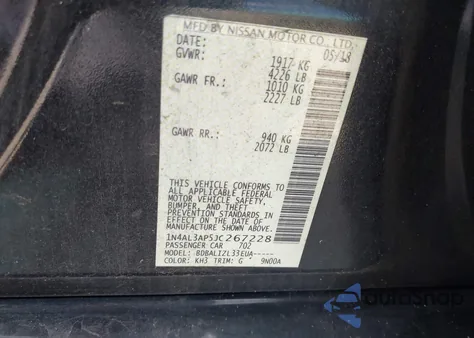 MFD BY NISSAN MOTOR CO., LTD.
DATE: 05/18
GVWR: 1917 KG
4226 LB
GAWR FR.: 1010 KG
2227 LB
GAWR RR.: 940 KG
2072 LB
THIS VEHICLE CONFORMS TO
ALL APPLICABLE FEDERAL
MOTOR VEHICLE SAFETY,
BUMPER, AND THEFT
PREVENTION STANDARDS IN
EFFECT ON THE DATE OF
MANUFACTURE SHOWN ABOVE.
1N4AL3AP5JC267228
PASSENGER CAR 702
MODEL: BDBALIZL33EUA-----
COLOR: KH3 TRIM: G 9N00A
AutoSnap